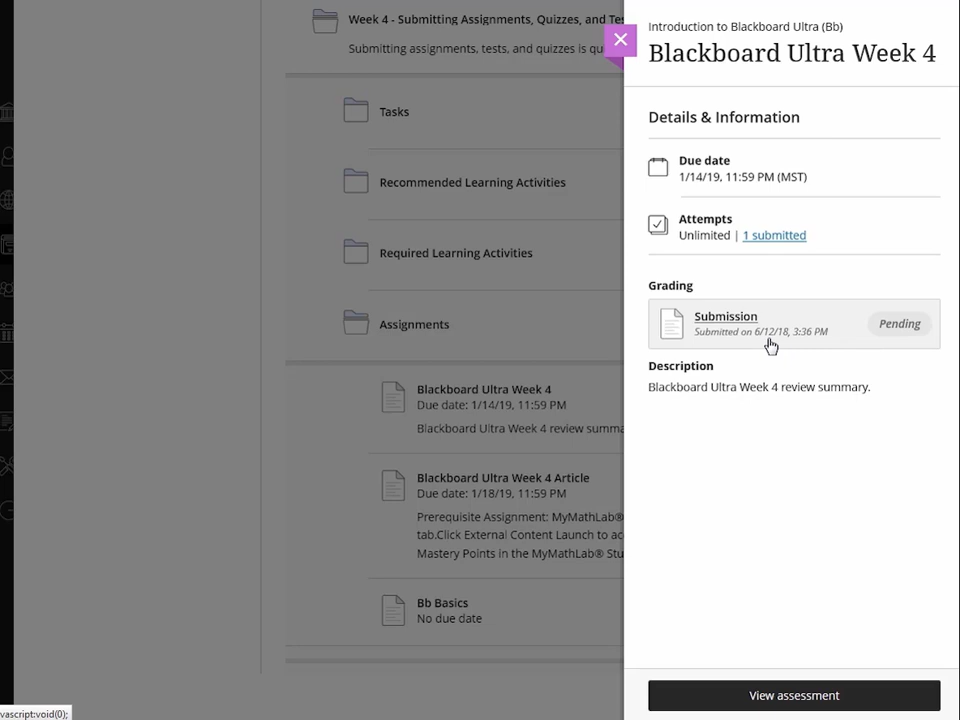 Week 4 - Submitting Assignments, Quizzes, and Tes
Submitting assignments, tests, and quizzes is qu
Tasks
Recommended Learning Activities
Required Learning Activities
Assignments
Blackboard Ultra Week 4
Due date: 1/14/19, 11:59 PM
Blackboard Ultra Week 4 review summa
Blackboard Ultra Week 4 Article
Due date: 1/18/19, 11:59 PM
Prerequisite Assignment: MyMathLab®
tab.Click External Content Launch to ac
Mastery Points in the MyMathLab® Stu
Bb Basics
No due date
Introduction to Blackboard Ultra (Bb)
Blackboard Ultra Week 4
Details & Information
Due date
1/14/19, 11:59 PM (MST)
Attempts
Unlimited | 1 submitted
Grading
Submission
Submitted on 6/12/18, 3:36 PM
Pending
Description
Blackboard Ultra Week 4 review summary.
View assessment
vascript:void(0);